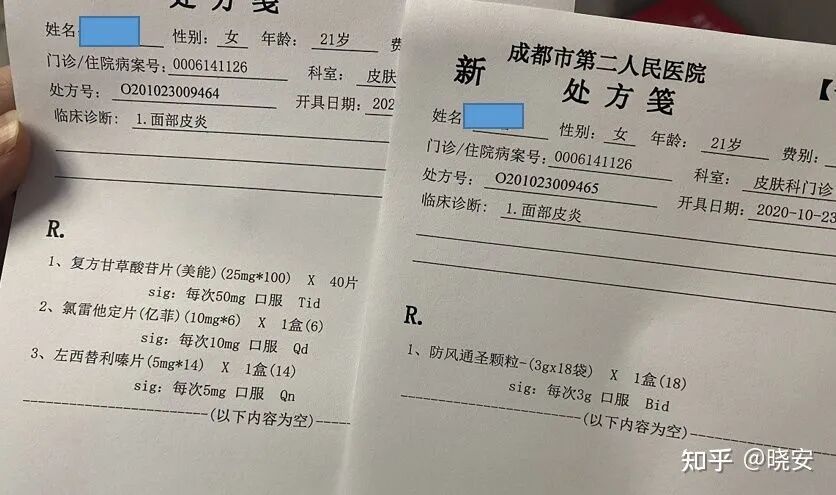 处方笺
姓名
性别: 女 年龄: 21岁 费
门诊/住院病案号: 0006141126 科室: 皮肤
处方号: O201023009464 开具日期: 202
临床诊断: 1.面部皮炎
R.
1、复方甘草酸苷片(美能)(25mg*100) X 40片
sig: 每次50mg 口服 Tid
2、氯雷他定片(亿菲)(10mg*6) X 1盒(6)
sig: 每次10mg 口服 Qd
3、左西替利嗪片(5mg*14) X 1盒(14)
sig: 每次5mg 口服 Qn
(以下内容为空)
成都市第二人民医院
新 处方笺
姓名
性别: 女 年龄: 21岁 费别:
门诊/住院病案号: 0006141126 科室: 皮肤科门诊
处方号: O201023009465 开具日期: 2020-10-23
临床诊断: 1.面部皮炎
R.
1、防风通圣颗粒-(3gx18袋) X 1盒(18)
sig: 每次3g 口服 Bid
(以下内容为空)
知乎 @晓安